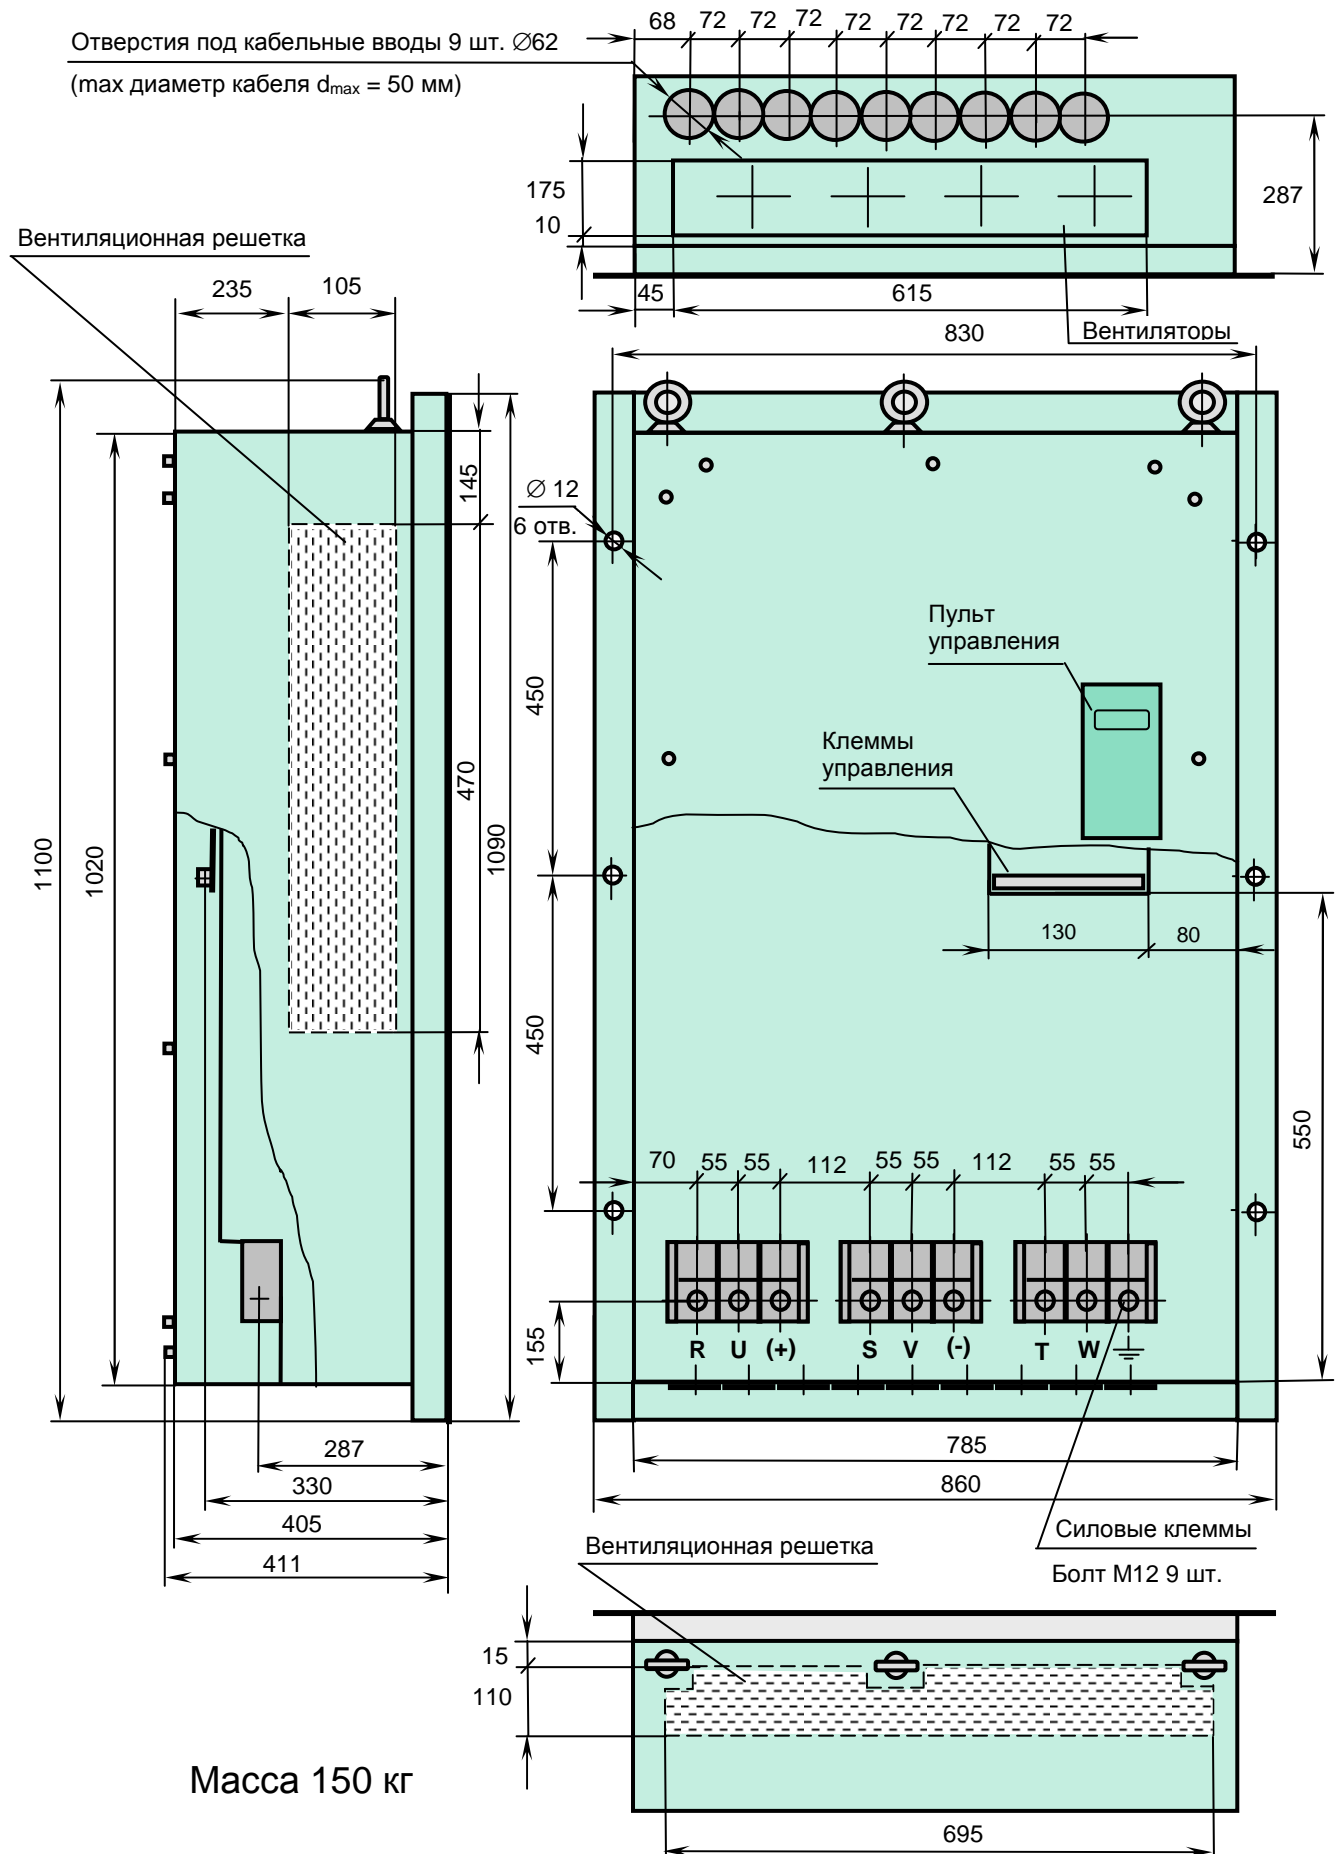 68 72 72 72 72 72 72 72 72
Отверстия под кабельные вводы 9 шт. ∅62
(max диаметр кабеля dmax = 50 мм)
175
10
287
Вентиляционная решетка
235 105
45 615
Вентиляторы
830
145
∅ 12
6 отв.
Пульт
управления
450
Клеммы
управления
470
1100
1020
1090
130 80
450
550
70 55 55 112 55 55 112 55 55
155
R U (+) S V (-) T W
287
785
330
860
405
411
Силовые клеммы
Болт М12 9 шт.
Вентиляционная решетка
15
110
Масса 150 кг
695